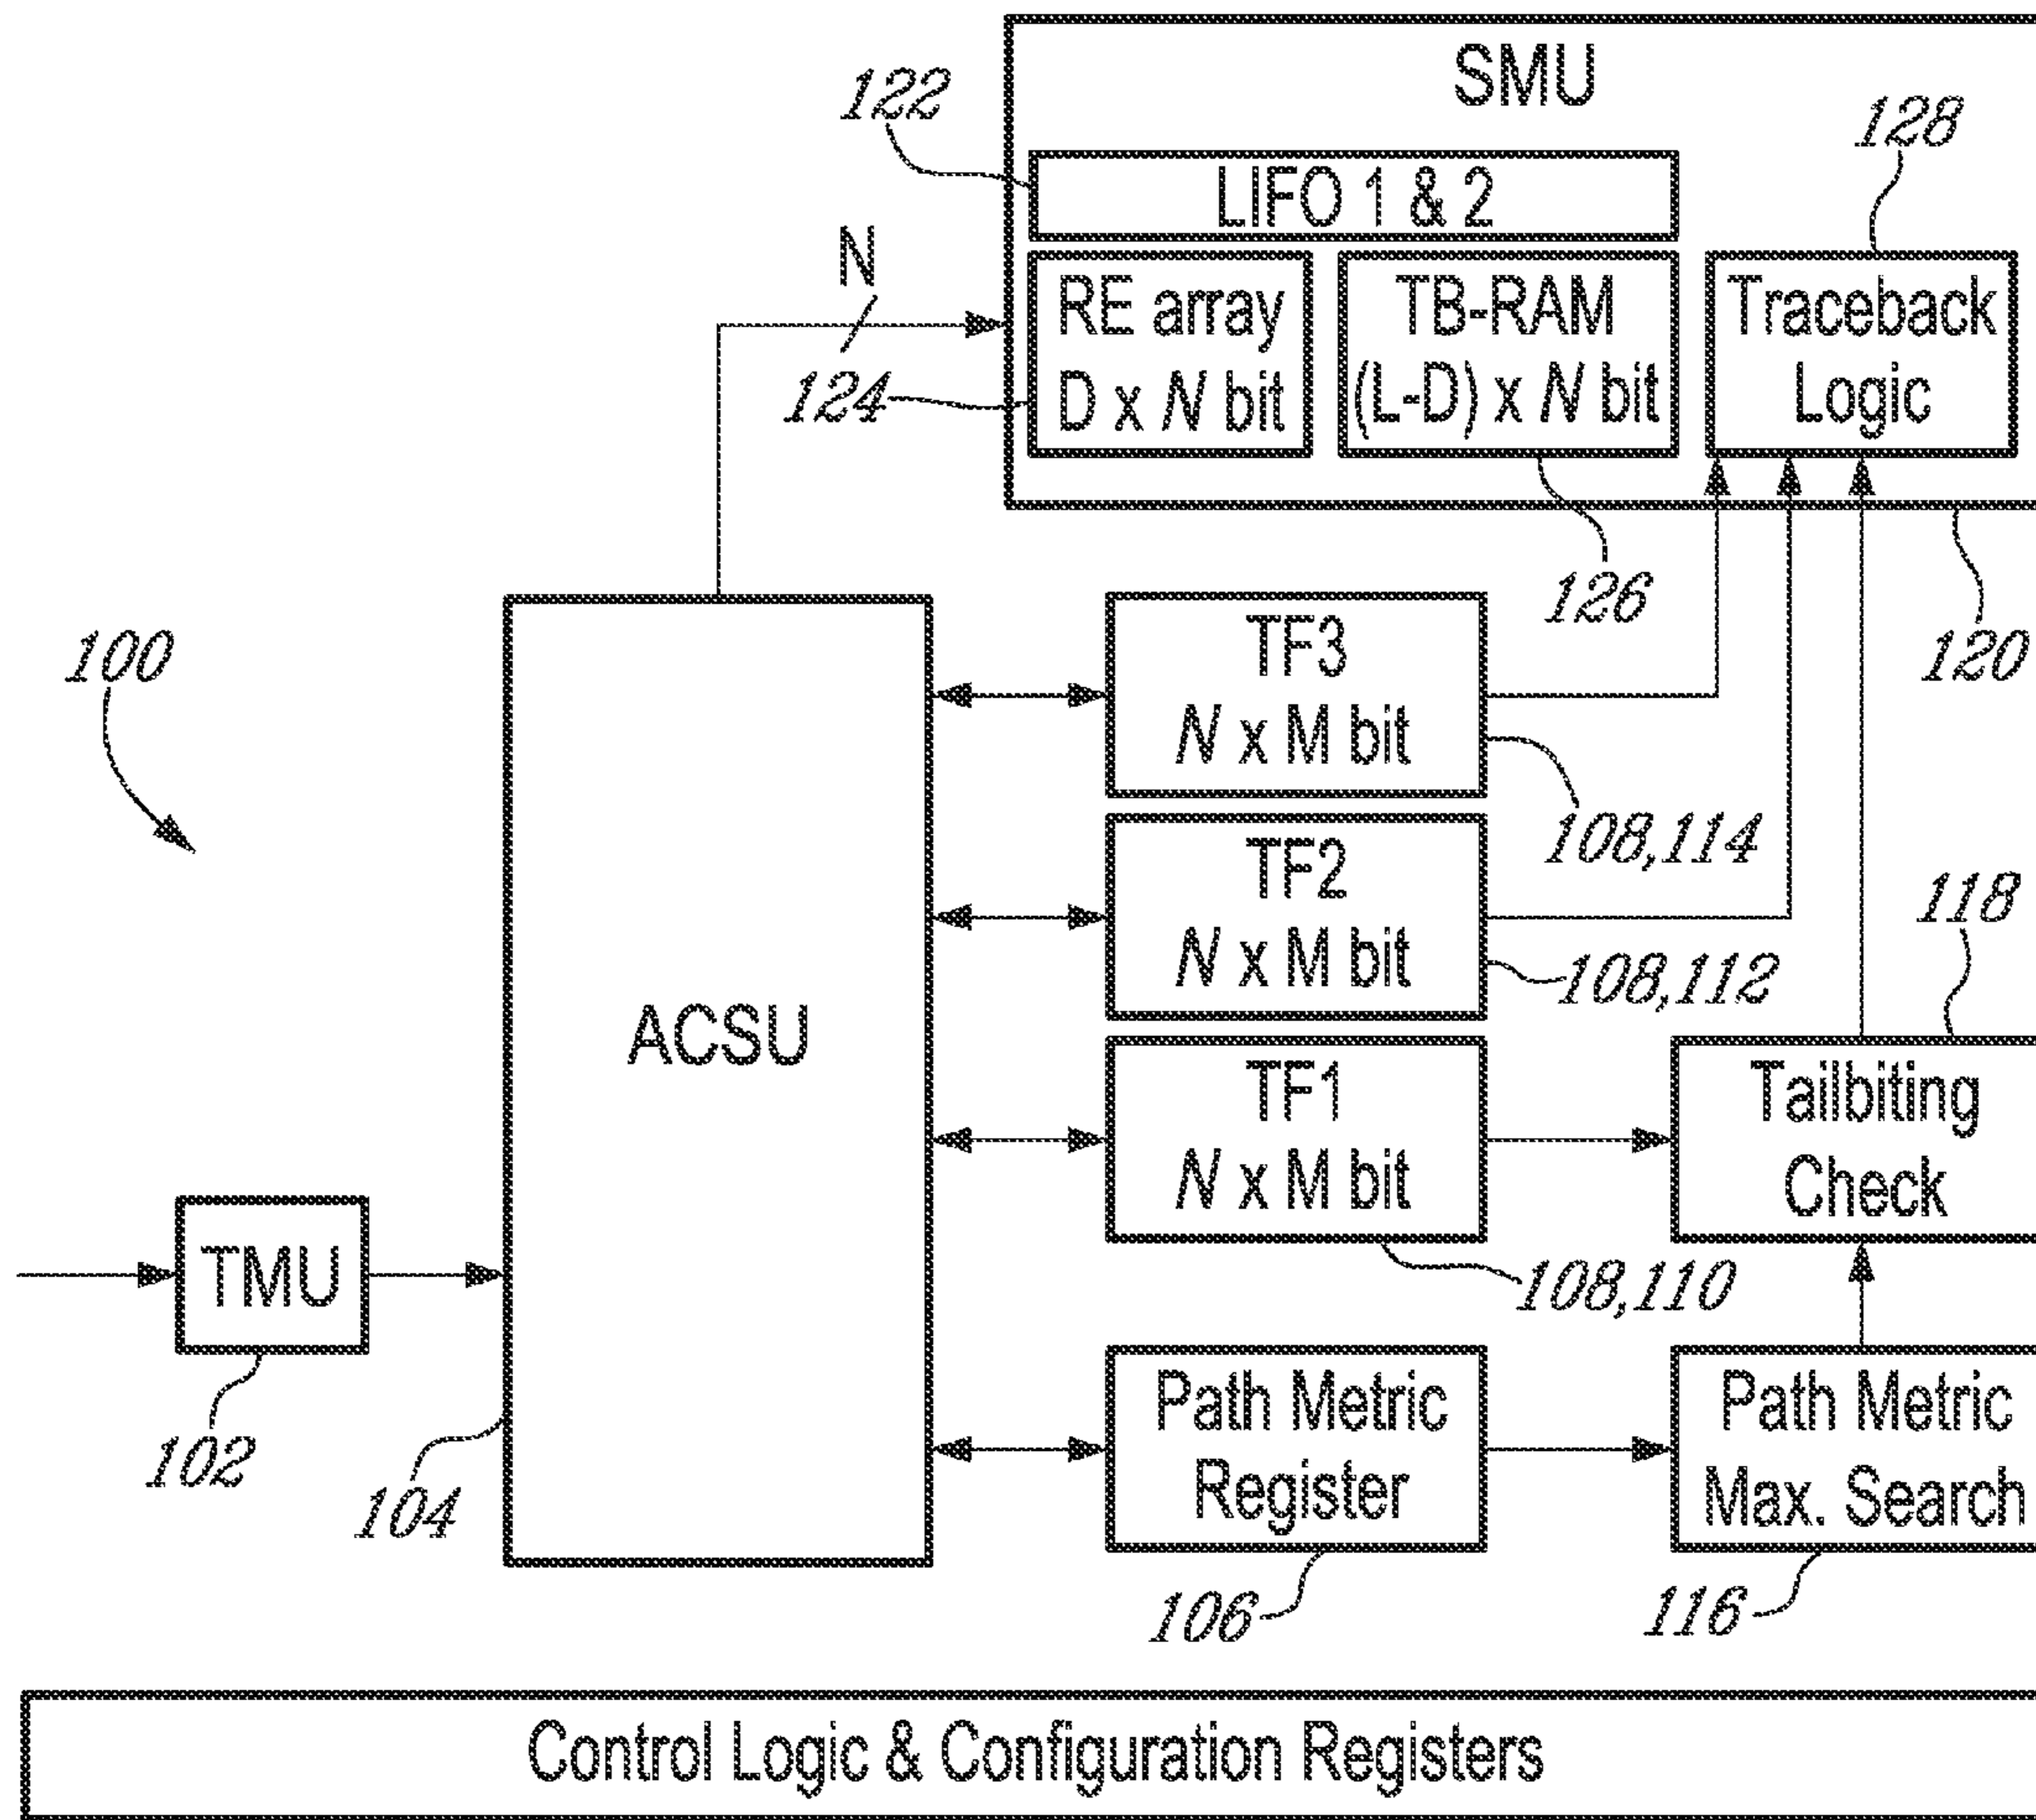 SMU
122
128
LIFO 1 & 2
N
RE array
D x N bit
TB-RAM
(L-D) x N bit
Traceback
Logic
124
126
120
100
TF3
N x M bit
108,114
TF2
N x M bit
108,112
118
ACSU
TF1
N x M bit
Tailbiting
Check
108,110
TMU
102
104
Path Metric
Register
Path Metric
Max. Search
106
116
Control Logic & Configuration Registers